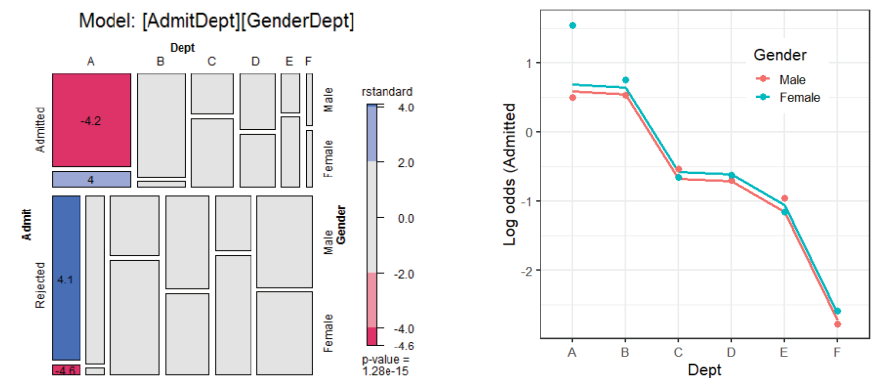 Model: [AdmitDept][GenderDept]
Dept
A B C D E F
Admitted
Rejected
Admit
-4.2
4
4.1
-4.6
Male
Female
Male
Female
Gender
rstandard
4.0
2.0
0.0
-2.0
-4.0
-4.6
p-value =
1.28e-15
Log odds (Admitted
1
0
-1
-2
A B C D E F
Dept
Gender
Male
Female